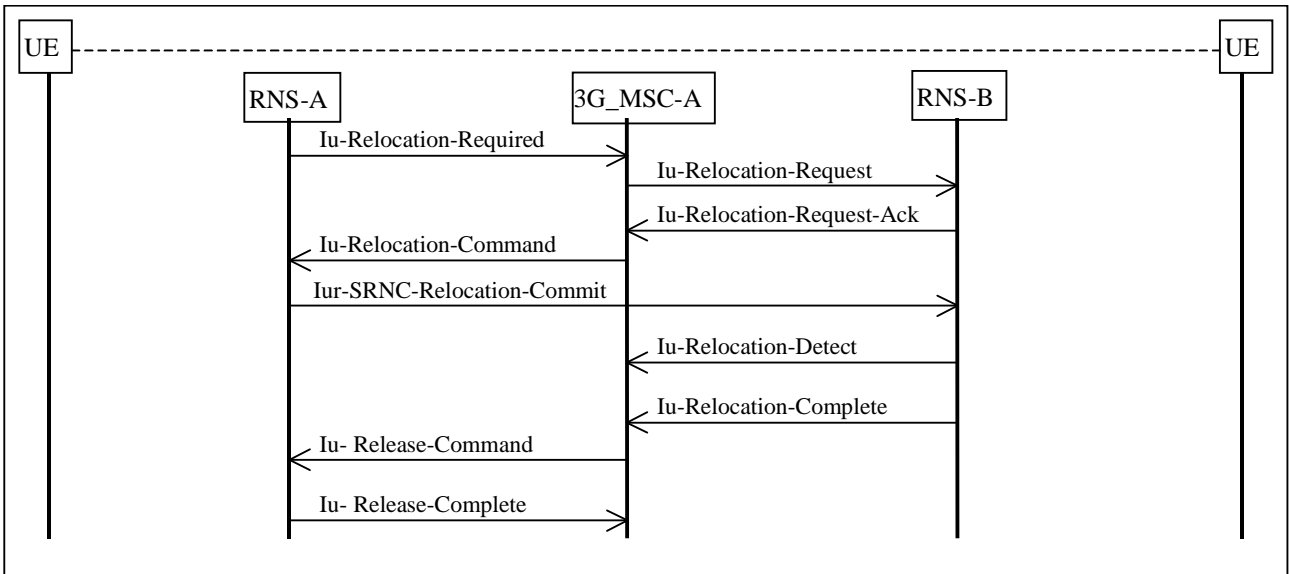 UE
UE
RNS-A
3G_MSC-A
RNS-B
Iu-Relocation-Required
Iu-Relocation-Request
Iu-Relocation-Request-Ack
Iu-Relocation-Command
Iur-SRNC-Relocation-Commit
Iu-Relocation-Detect
Iu-Relocation-Complete
Iu- Release-Command
Iu- Release-Complete